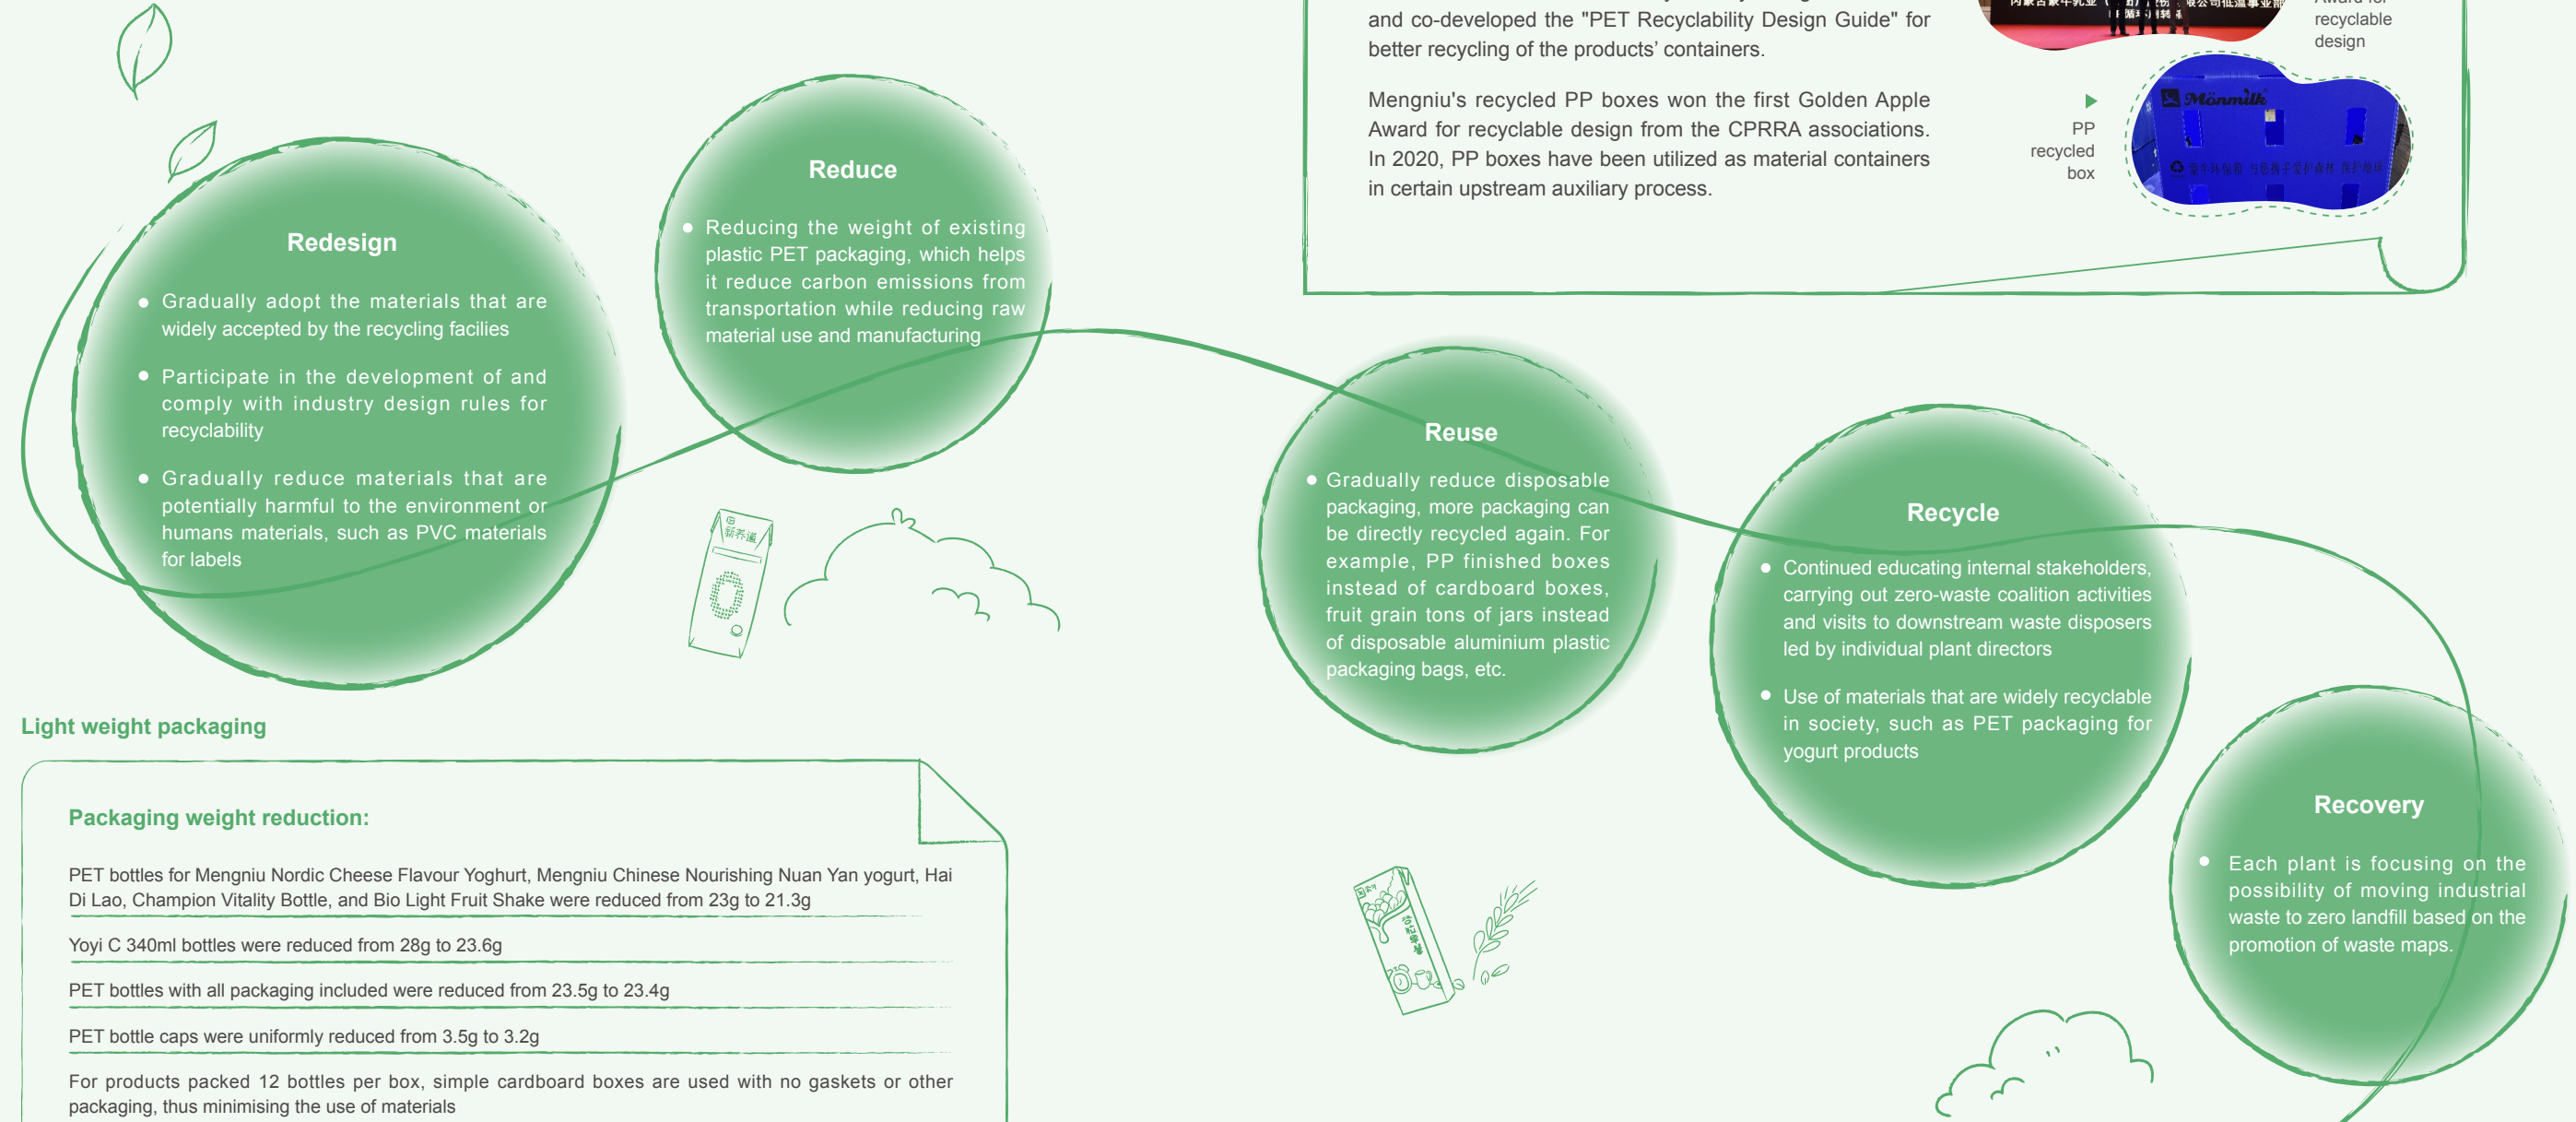 and co-developed the "PET Recyclability Design Guide" for
better recycling of the products’ containers.
Mengniu's recycled PP boxes won the first Golden Apple
Award for recyclable design from the CPRRA associations.
In 2020, PP boxes have been utilized as material containers
in certain upstream auxiliary process.
recyclable
design
PP
recycled
box
Mönmilk
Redesign
Gradually adopt the materials that are
widely accepted by the recycling facilies
Participate in the development of and
comply with industry design rules for
recyclability
Gradually reduce materials that are
potentially harmful to the environment or
humans materials, such as PVC materials
for labels
Reduce
Reducing the weight of existing
plastic PET packaging, which helps
it reduce carbon emissions from
transportation while reducing raw
material use and manufacturing
Reuse
Gradually reduce disposable
packaging, more packaging can
be directly recycled again. For
example, PP finished boxes
instead of cardboard boxes,
fruit grain tons of jars instead
of disposable aluminium plastic
packaging bags, etc.
Recycle
Continued educating internal stakeholders,
carrying out zero-waste coalition activities
and visits to downstream waste disposers
led by individual plant directors
Use of materials that are widely recyclable
in society, such as PET packaging for
yogurt products
Recovery
Each plant is focusing on the
possibility of moving industrial
waste to zero landfill based on the
promotion of waste maps.
Light weight packaging
Packaging weight reduction:
PET bottles for Mengniu Nordic Cheese Flavour Yoghurt, Mengniu Chinese Nourishing Nuan Yan yogurt, Hai
Di Lao, Champion Vitality Bottle, and Bio Light Fruit Shake were reduced from 23g to 21.3g
Yoyi C 340ml bottles were reduced from 28g to 23.6g
PET bottles with all packaging included were reduced from 23.5g to 23.4g
PET bottle caps were uniformly reduced from 3.5g to 3.2g
For products packed 12 bottles per box, simple cardboard boxes are used with no gaskets or other
packaging, thus minimising the use of materials